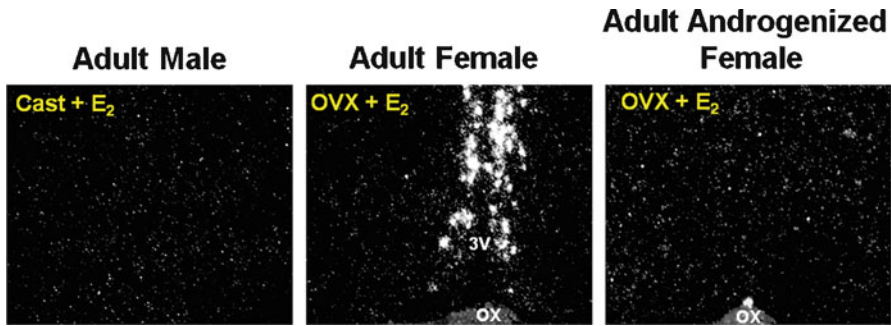 Adult Male
Adult Female
Adult Androgenized
Female
Cast + E₂
OVX + E₂
OVX + E₂
3V
OX
OX